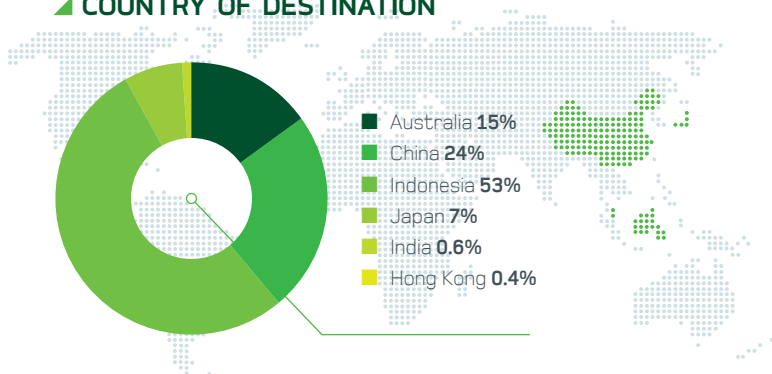 COUNTRY OF DESTINATION
Australia 15%
China 24%
Indonesia 53%
Japan 7%
India 0.6%
Hong Kong 0.4%